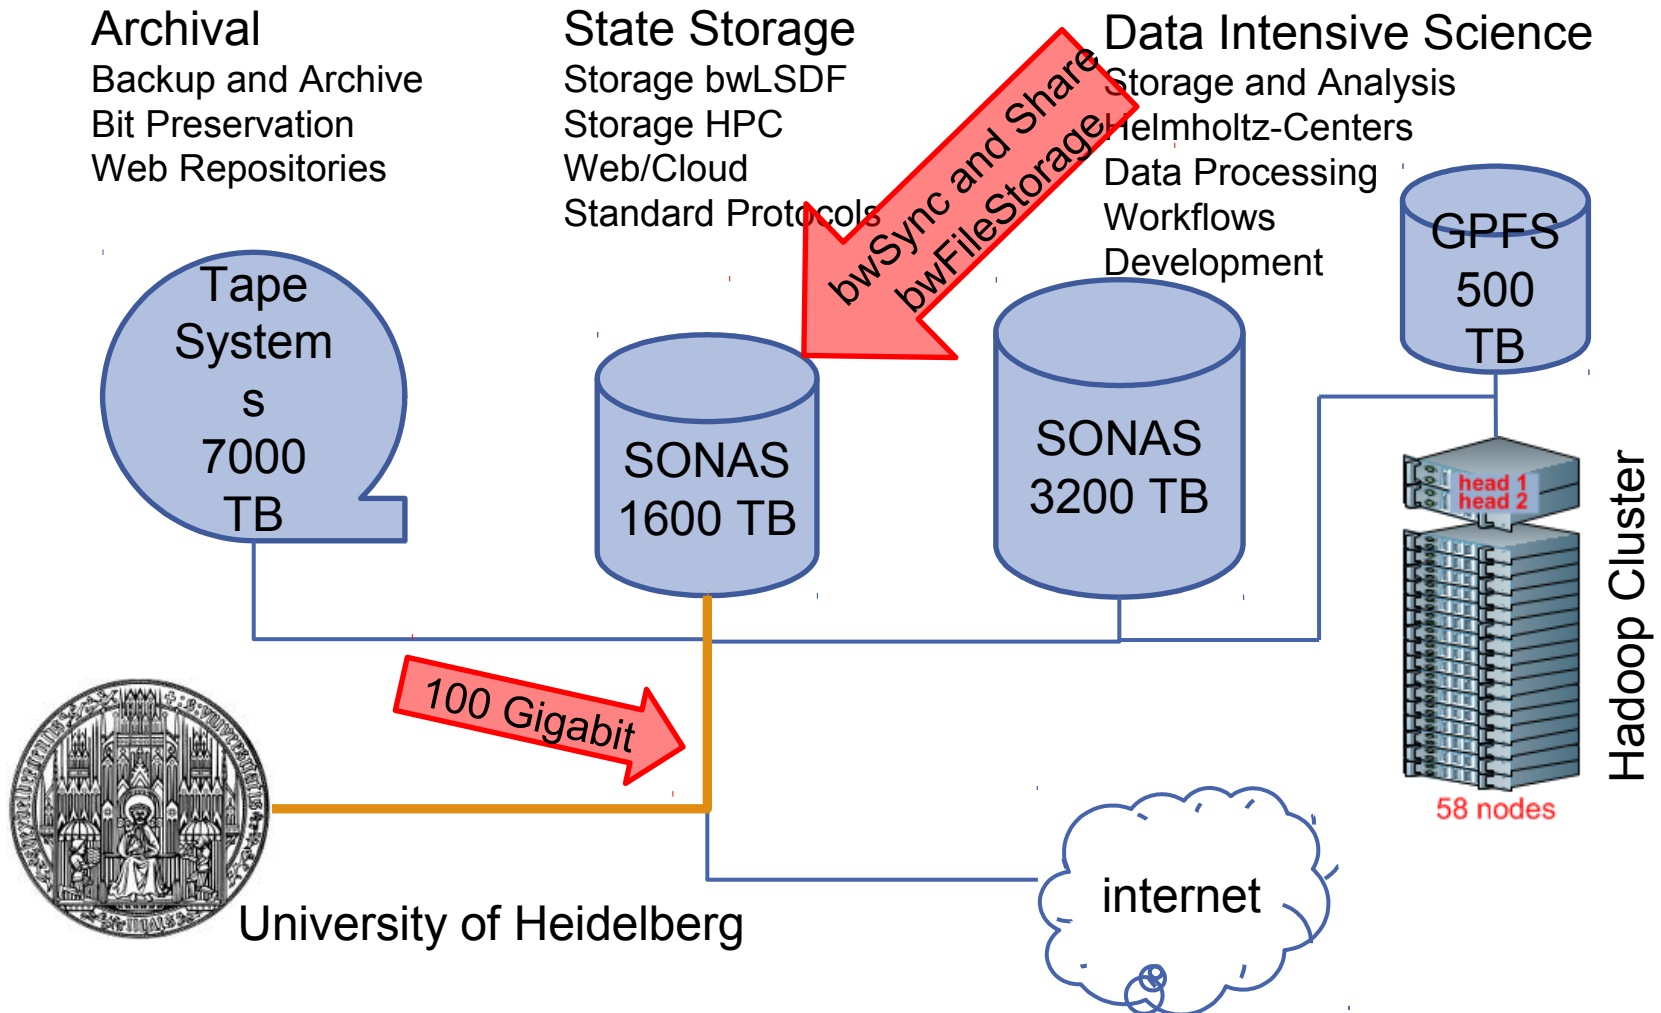 Archival
Backup and Archive
Bit Preservation
Web Repositories
State Storage
Storage bwLSDF
Storage HPC
Web/Cloud
Standard Protocols
Data Intensive Science
Storage and Analysis
Helmholtz-Centers
Data Processing
Workflows
Development
bwSync and Share
bwFileStorage
Tape
System
s
7000
TB
SONAS
1600 TB
SONAS
3200 TB
GPFS
500
TB
head 1
head 2
Hadoop Cluster
58 nodes
100 Gigabit
University of Heidelberg
internet